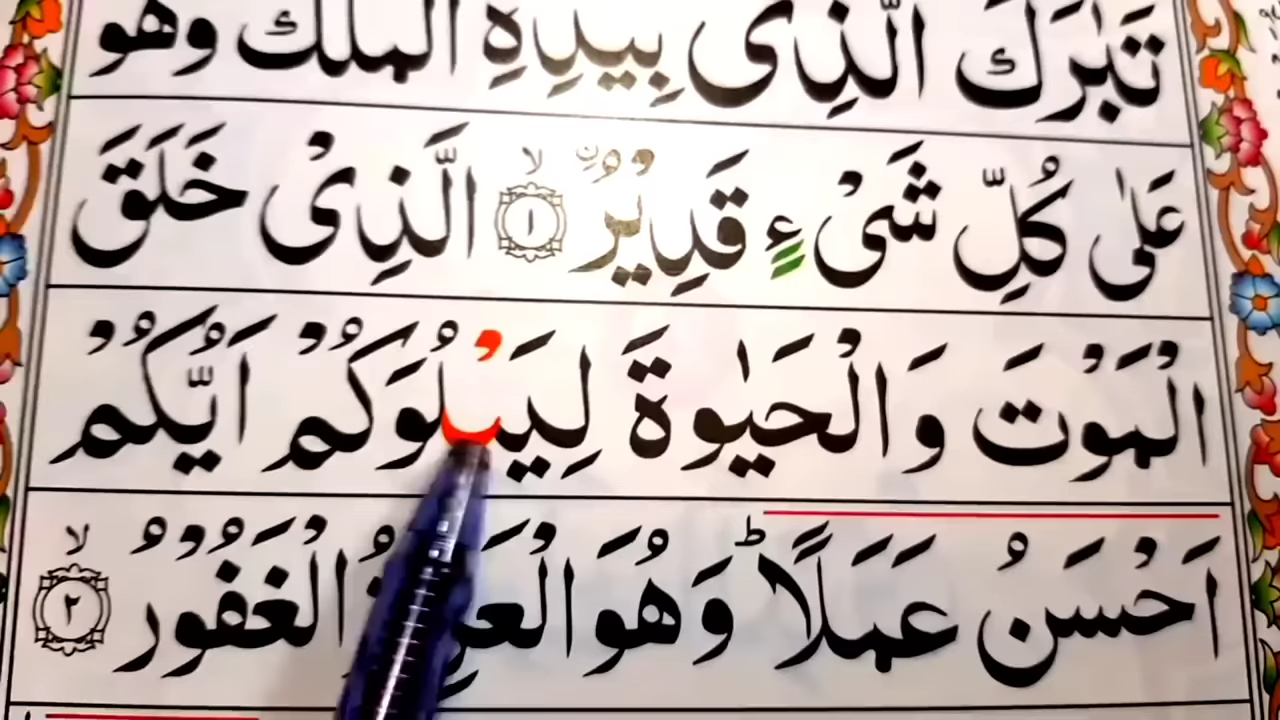 تَبٰرَكَ الَّذِىْ بِيَدِهِ الْمُلْكُ وَهُوَ
عَلٰى كُلِّ شَىْءٍ قَدِيْرُ ۙ ۨ ١ الَّذِىْ خَلَقَ
الْمَوْتَ وَالْحَيٰوةَ لِيَبْلُوَكُمْ اَيُّكُمْ
اَحْسَنُ عَمَلًا ؕ وَهُوَ الْغَفُوْرُ ۙ ٢